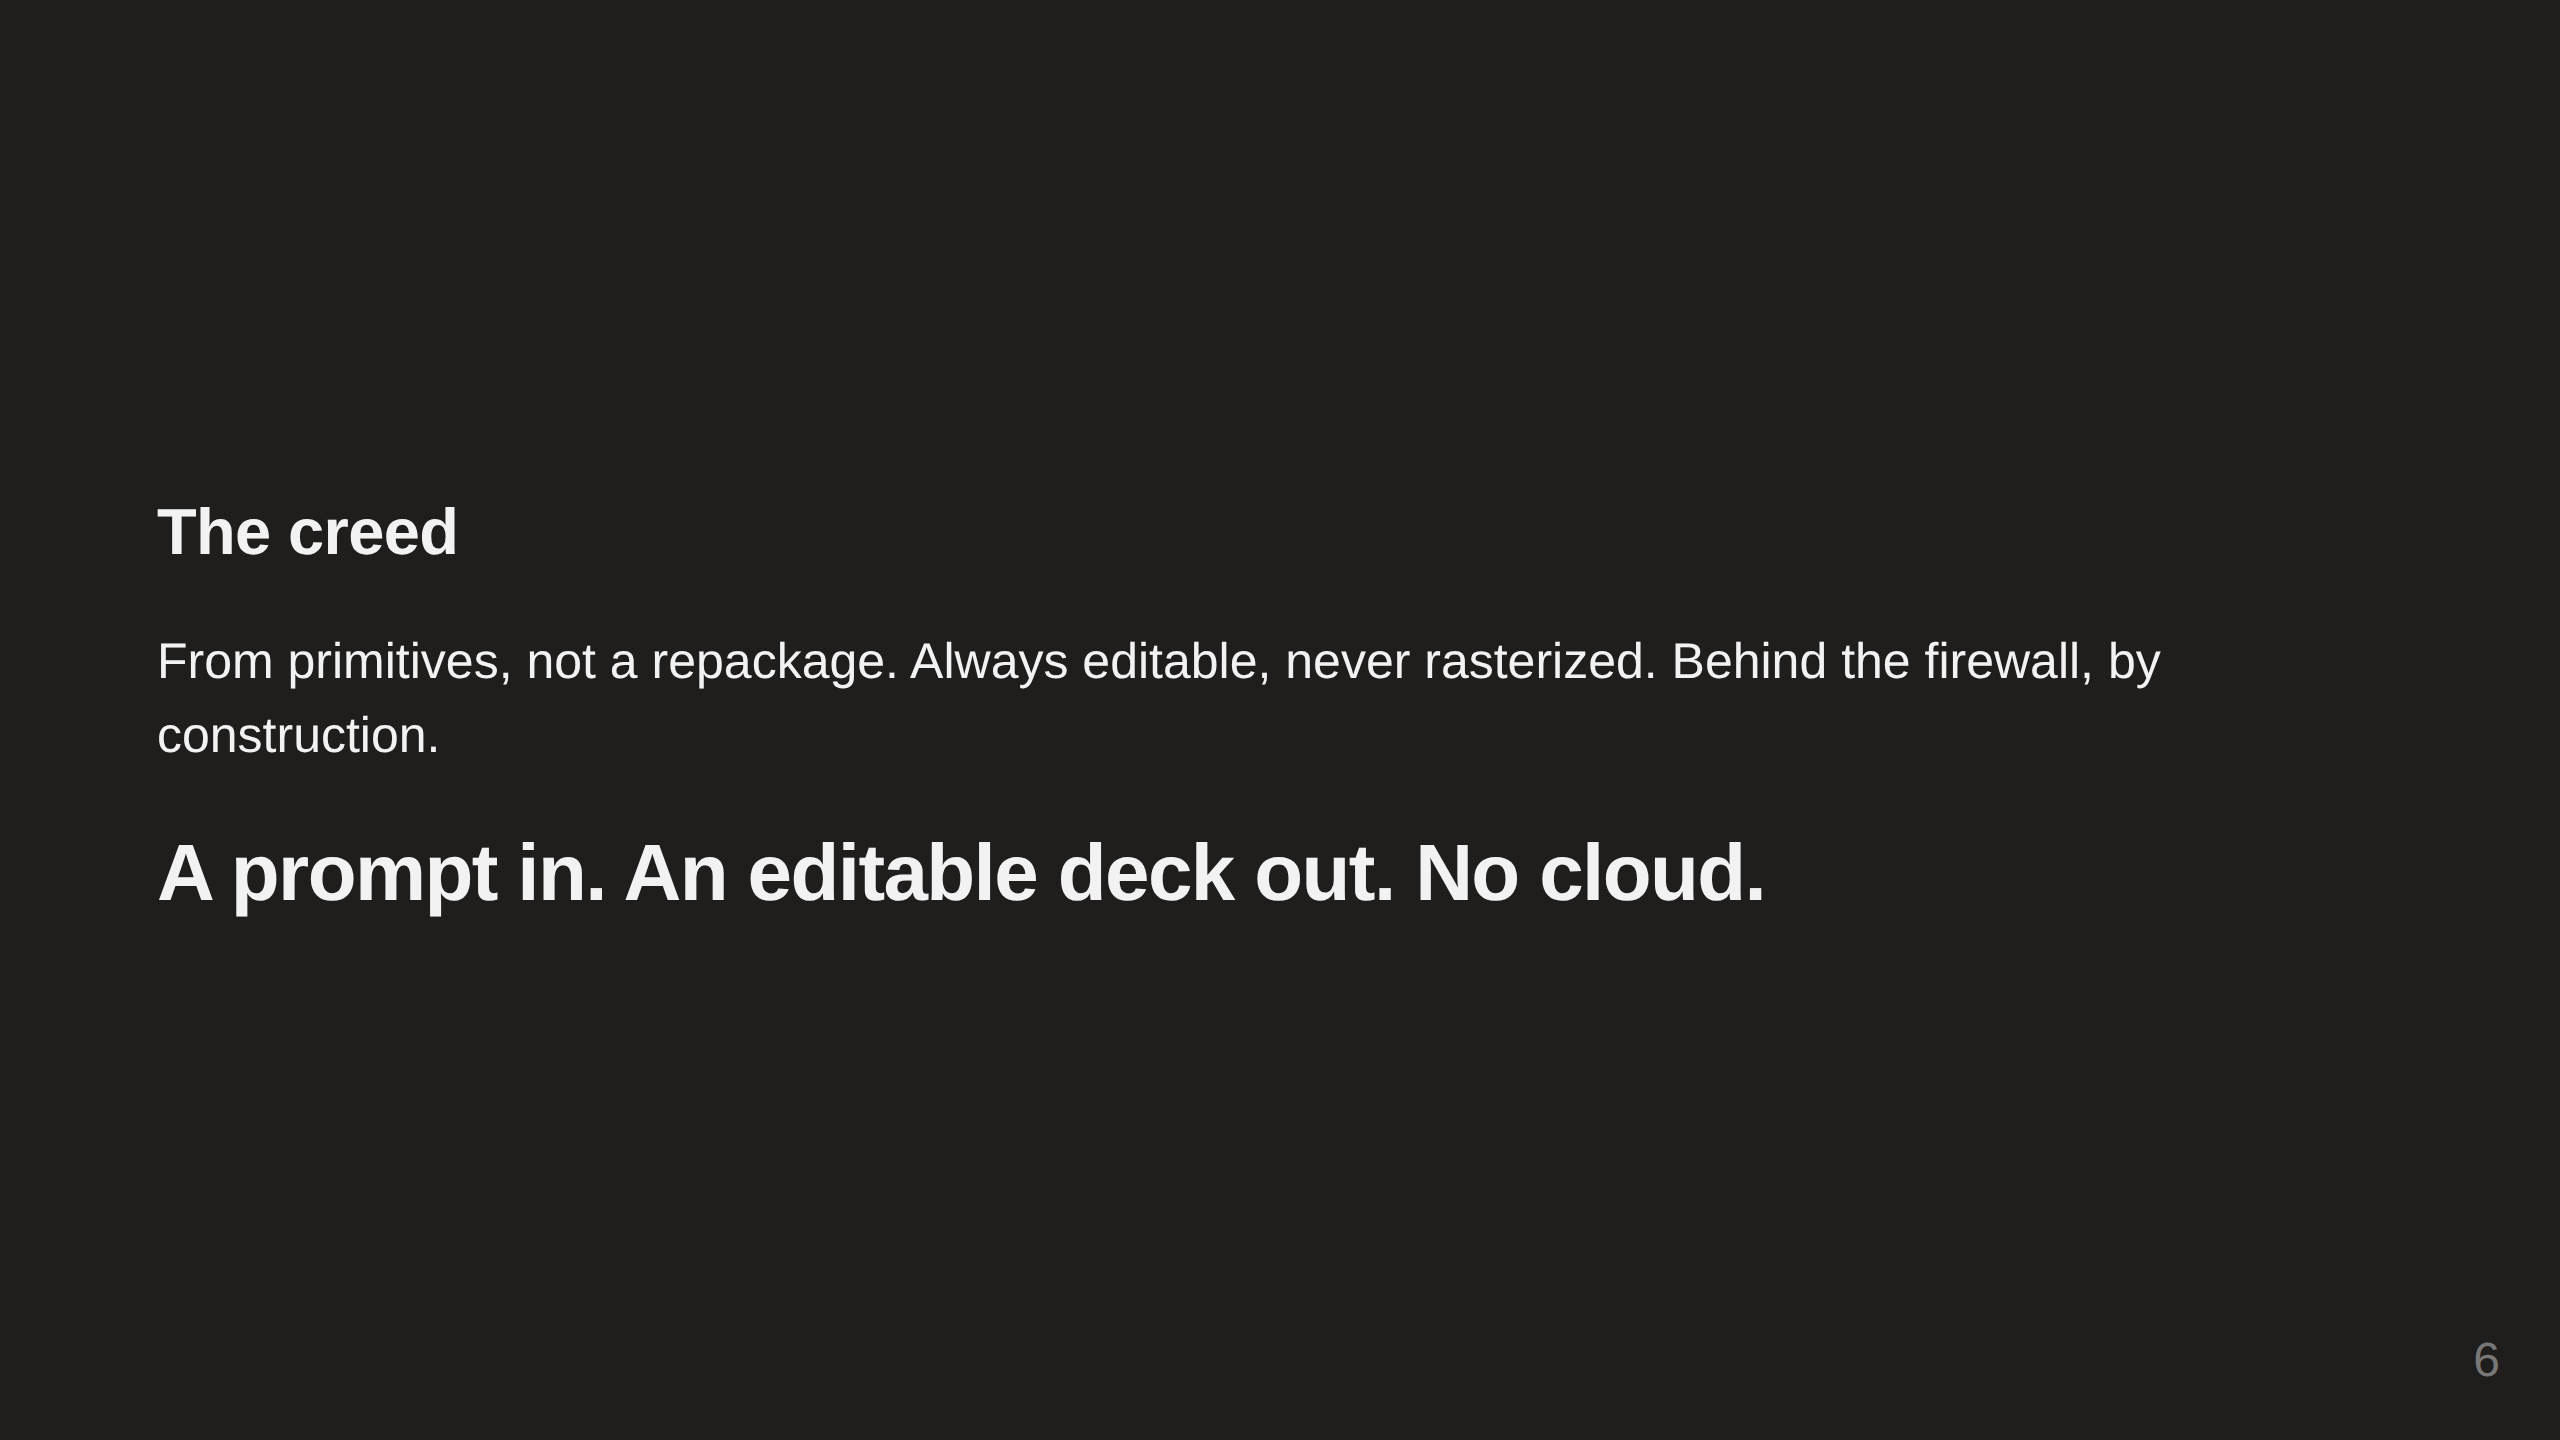 The creed
From primitives, not a repackage. Always editable, never rasterized. Behind the firewall, by
construction.
A prompt in. An editable deck out. No cloud.
6